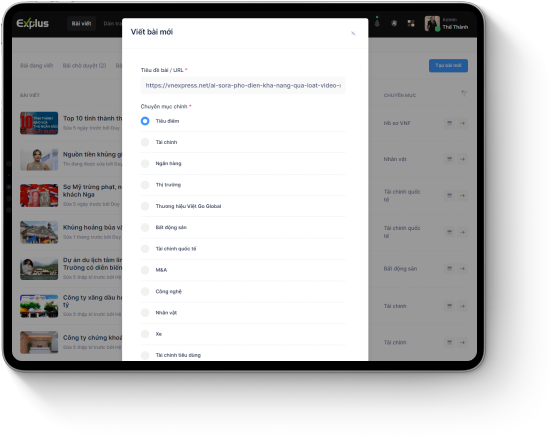 Explus
Bài viết
Admin
Thế Thành
Viết bài mới
Tiêu đề bài / URL *
https://vnexpress.net/ai-sora-pho-dien-kha-nang-qua-loat-video-
Chuyên mục chính *
Tiêu điểm
Tài chính
Ngân hàng
Thị trường
Thương hiệu Việt Go Global
Bất động sản
Tài chính quốc tế
M&A
Công nghệ
Nhân vật
Xe
Tài chính tiêu dùng
Bài đang viết
Bài chờ duyệt (2)
Tạo bài mới
BÀI VIẾT
CHUYÊN MỤC
Top 10 tỉnh thành
Hồ sơ VNF
Nguồn tiền khủng
Nhân vật
Sự Mỹ trừng phạt,
khách Nga
Tài chính quốc
tế
Khủng hoảng bủa
Tài chính quốc
tế
Dự án du lịch tâm
Trường có diễn biến
Bất động sản
Công ty xăng dầu
tỷ
Tài chính
Công ty chứng khoá
Tài chính